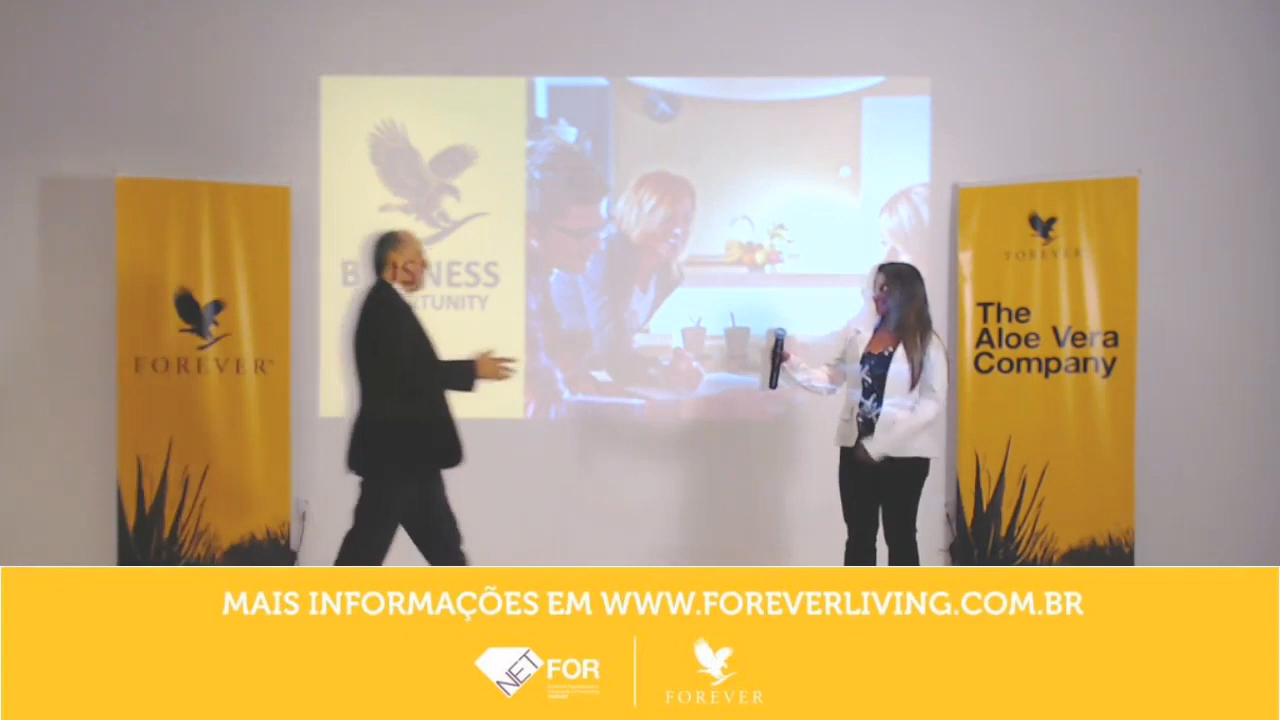 BUSINESS
FOREVER
FOREVER
The
Aloe Vera
Company
MAIS INFORMAÇÕES EM WWW.FOREVERLIVING.COM.BR
NET
FOR
FOREVER